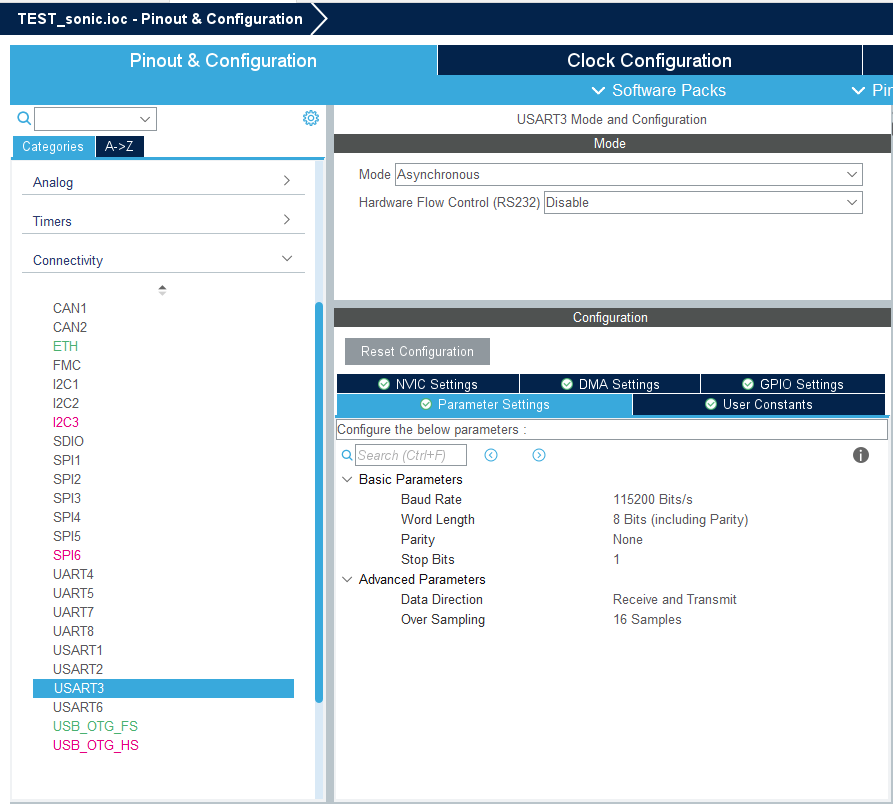 TEST_sonic.ioc - Pinout & Configuration
Pinout & Configuration
Clock Configuration
Software Packs
Categories
A->Z
Analog
Timers
Connectivity
CAN1
CAN2
ETH
FMC
I2C1
I2C2
I2C3
SDIO
SPI1
SPI2
SPI3
SPI4
SPI5
SPI6
UART4
UART5
UART7
UART8
USART1
USART2
USART3
USART6
USB_OTG_FS
USB_OTG_HS
USART3 Mode and Configuration
Mode
Mode Asynchronous
Hardware Flow Control (RS232) Disable
Configuration
Reset Configuration
NVIC Settings
DMA Settings
GPIO Settings
Parameter Settings
User Constants
Configure the below parameters :
Search (Ctrl+F)
Basic Parameters
Baud Rate 115200 Bits/s
Word Length 8 Bits (including Parity)
Parity None
Stop Bits 1
Advanced Parameters
Data Direction Receive and Transmit
Over Sampling 16 Samples